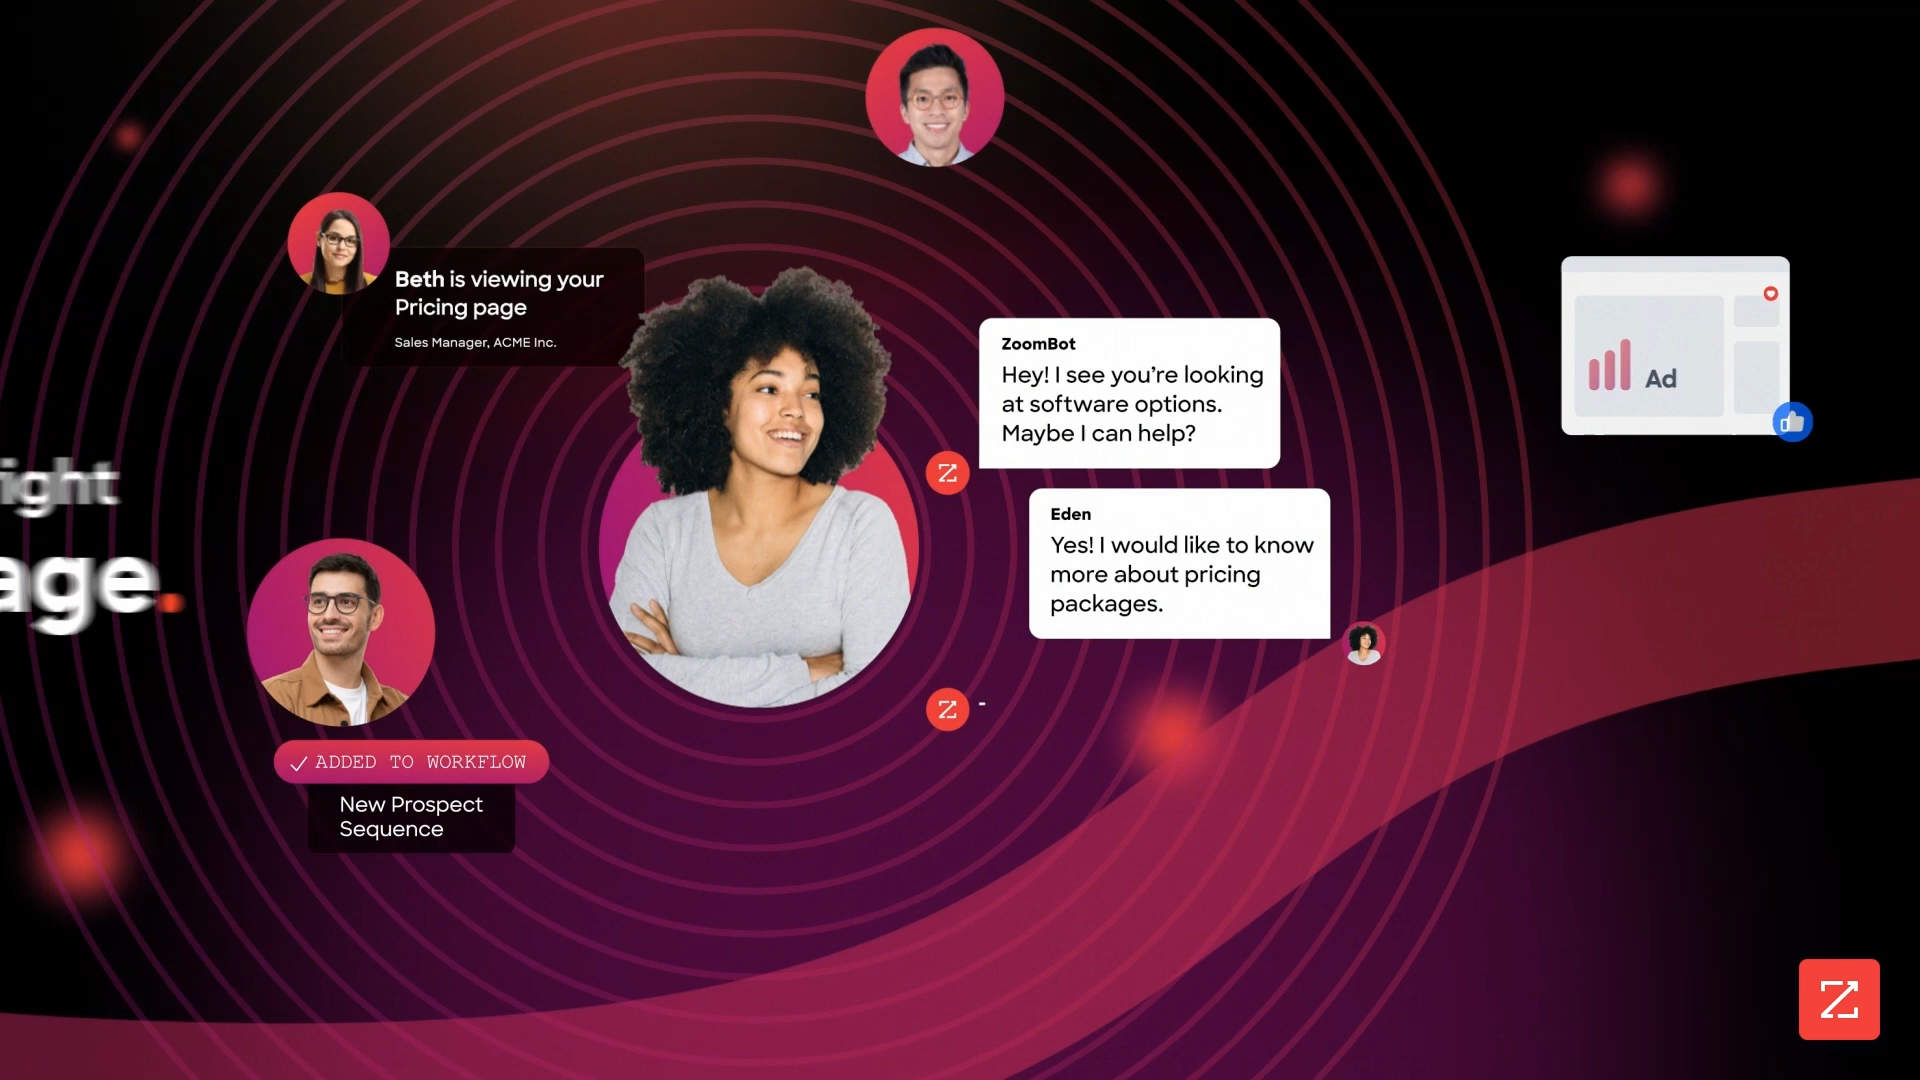 Beth is viewing your
Pricing page
Sales Manager, ACME Inc.
ZoomBot
Hey! I see you’re looking
at software options.
Maybe I can help?
Ad
Eden
Yes! I would like to know
more about pricing
packages.
ADDED TO WORKFLOW
New Prospect
Sequence